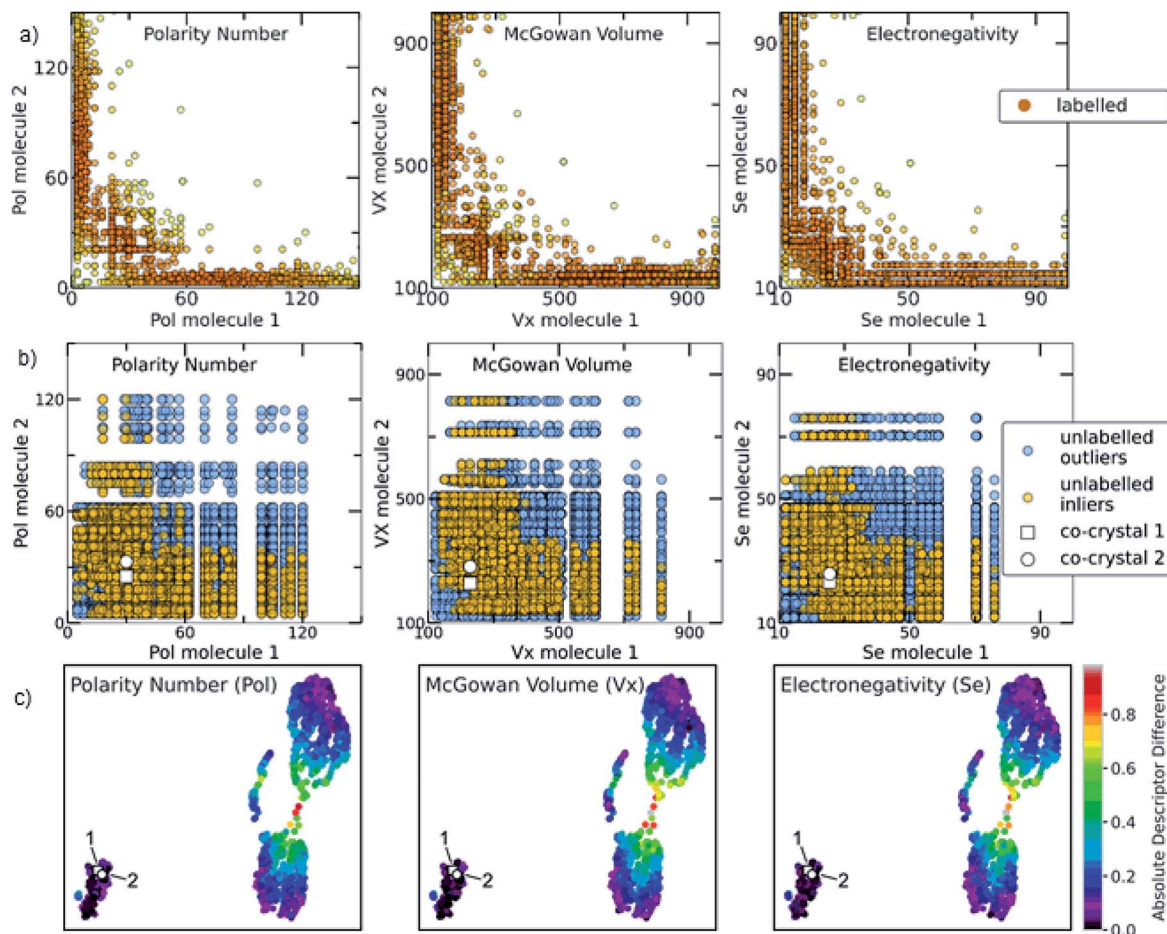 a)
Polarity Number
McGowan Volume
Electronegativity
Pol molecule 2
120
60
0
0 60 120
Pol molecule 1
VX molecule 2
900
500
100
100 500 900
Vx molecule 1
Se molecule 2
90
50
10
10 50 90
Se molecule 1
labelled
b)
Polarity Number
McGowan Volume
Electronegativity
Pol molecule 2
120
60
0
0 60 120
Pol molecule 1
VX molecule 2
900
500
100
100 500 900
Vx molecule 1
Se molecule 2
90
50
10
10 50 90
Se molecule 1
unlabelled
outliers
unlabelled
inliers
co-crystal 1
co-crystal 2
c)
Polarity Number (Pol)
1
2
McGowan Volume (Vx)
1
2
Electronegativity (Se)
1
2
0.8
0.6
0.4
0.2
0.0
Absolute Descriptor Difference